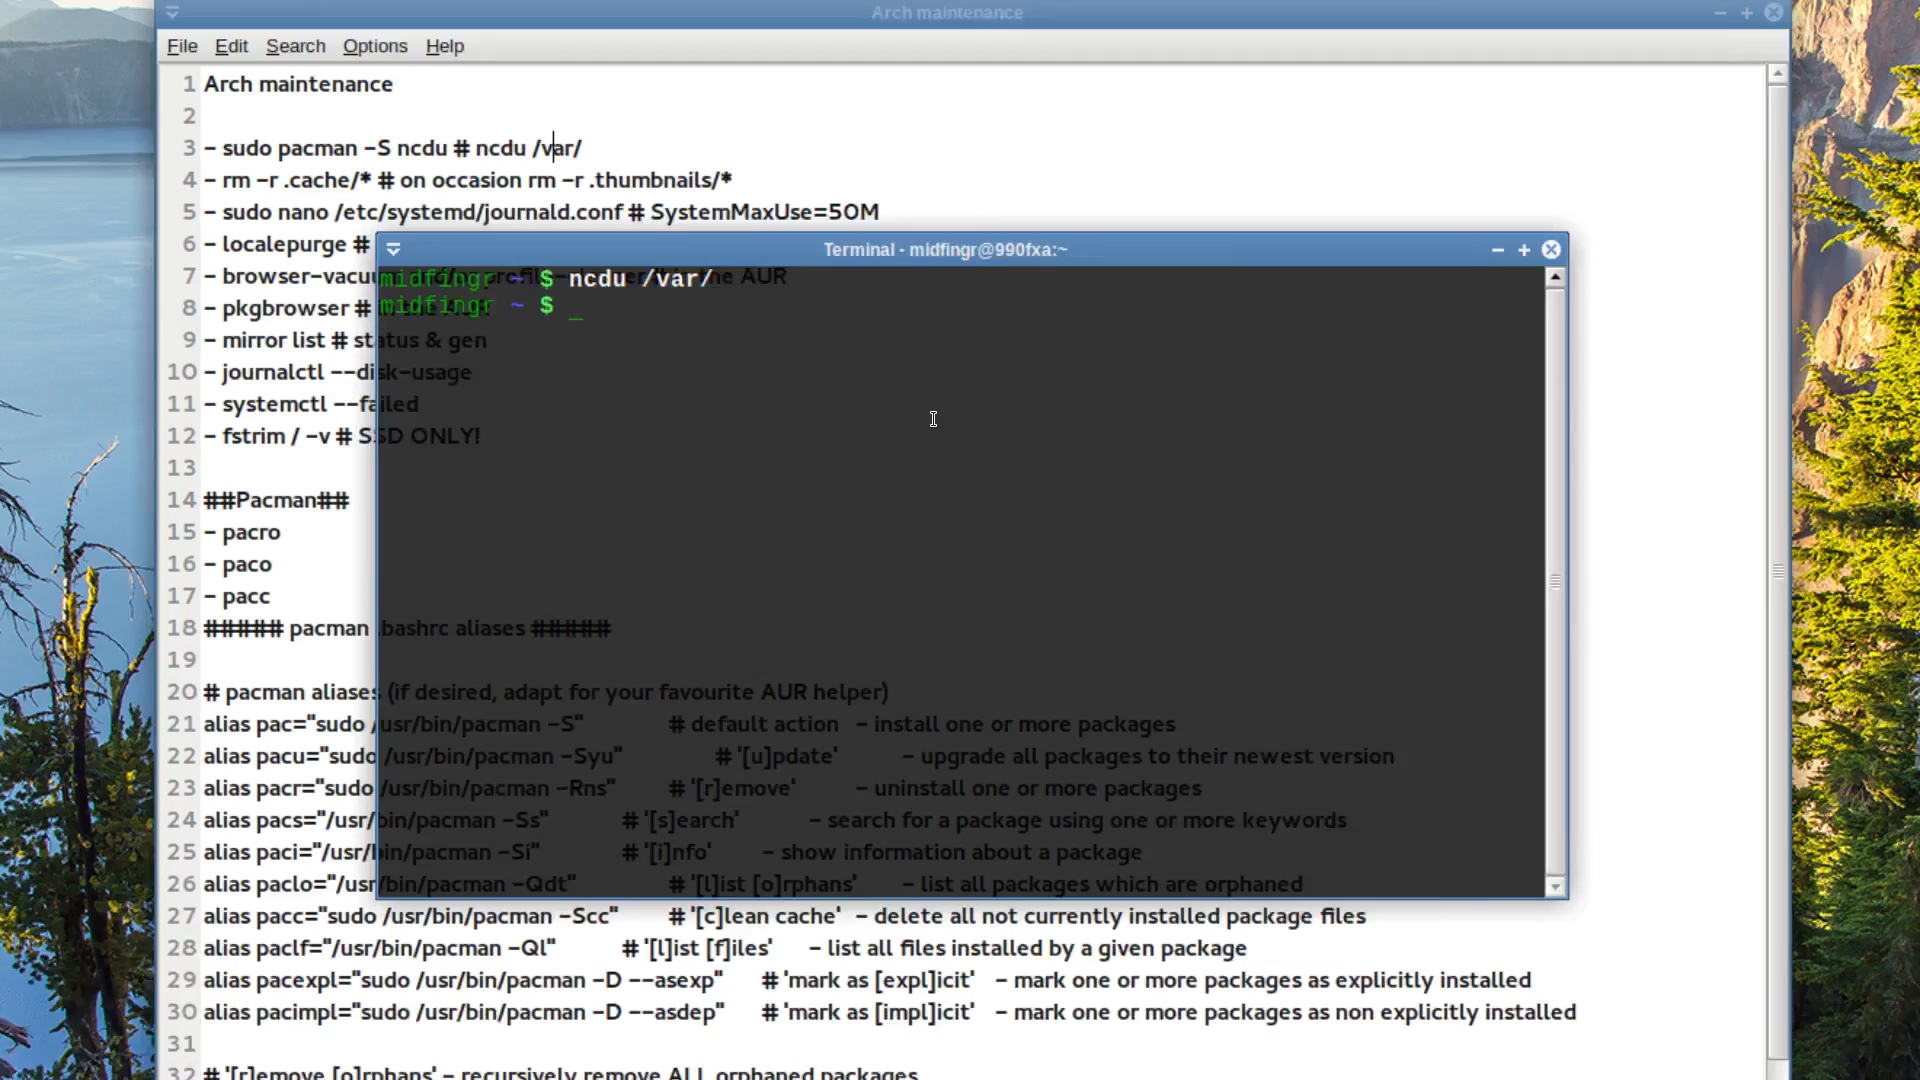 Arch maintenance
File Edit Search Options Help
1 Arch maintenance
2
3 - sudo pacman -S ncdu # ncdu /var/
4 - rm -r .cache/* # on occasion rm -r .thumbnails/*
5 - sudo nano /etc/systemd/journald.conf # SystemMaxUse=50M
6 - localepurge #
Terminal - midfingr@990fxa:~
7 - browser-vacuu the AUR
midfingr ~ $ ncdu /var/
8 - pkgbrowser #
midfingr ~ $ _
9 - mirror list # status & gen
10 - journalctl --disk-usage
11 - systemctl --failed
12 - fstrim / -v # SSD ONLY!
13
14 ##Pacman##
15 - pacro
16 - paco
17 - pacc
18 ##### pacman .bashrc aliases #####
19
20 # pacman aliases (if desired, adapt for your favourite AUR helper)
21 alias pac="sudo /usr/bin/pacman -S" # default action - install one or more packages
22 alias pacu="sudo /usr/bin/pacman -Syu" # '[u]pdate' - upgrade all packages to their newest version
23 alias pacr="sudo /usr/bin/pacman -Rns" # '[r]emove' - uninstall one or more packages
24 alias pacs="/usr/bin/pacman -Ss" # '[s]earch' - search for a package using one or more keywords
25 alias paci="/usr/bin/pacman -Si" # '[i]nfo' - show information about a package
26 alias paclo="/usr/bin/pacman -Qdt" # '[l]ist [o]rphans' - list all packages which are orphaned
27 alias pacc="sudo /usr/bin/pacman -Scc" # '[c]lean cache' - delete all not currently installed package files
28 alias paclf="/usr/bin/pacman -Ql" # '[l]ist [f]iles' - list all files installed by a given package
29 alias pacexpl="sudo /usr/bin/pacman -D --asexp" # 'mark as [expl]icit' - mark one or more packages as explicitly installed
30 alias pacimpl="sudo /usr/bin/pacman -D --asdep" # 'mark as [impl]icit' - mark one or more packages as non explicitly installed
31
32 # '[r]emove [o]rphans' - recursively remove ALL orphaned packages